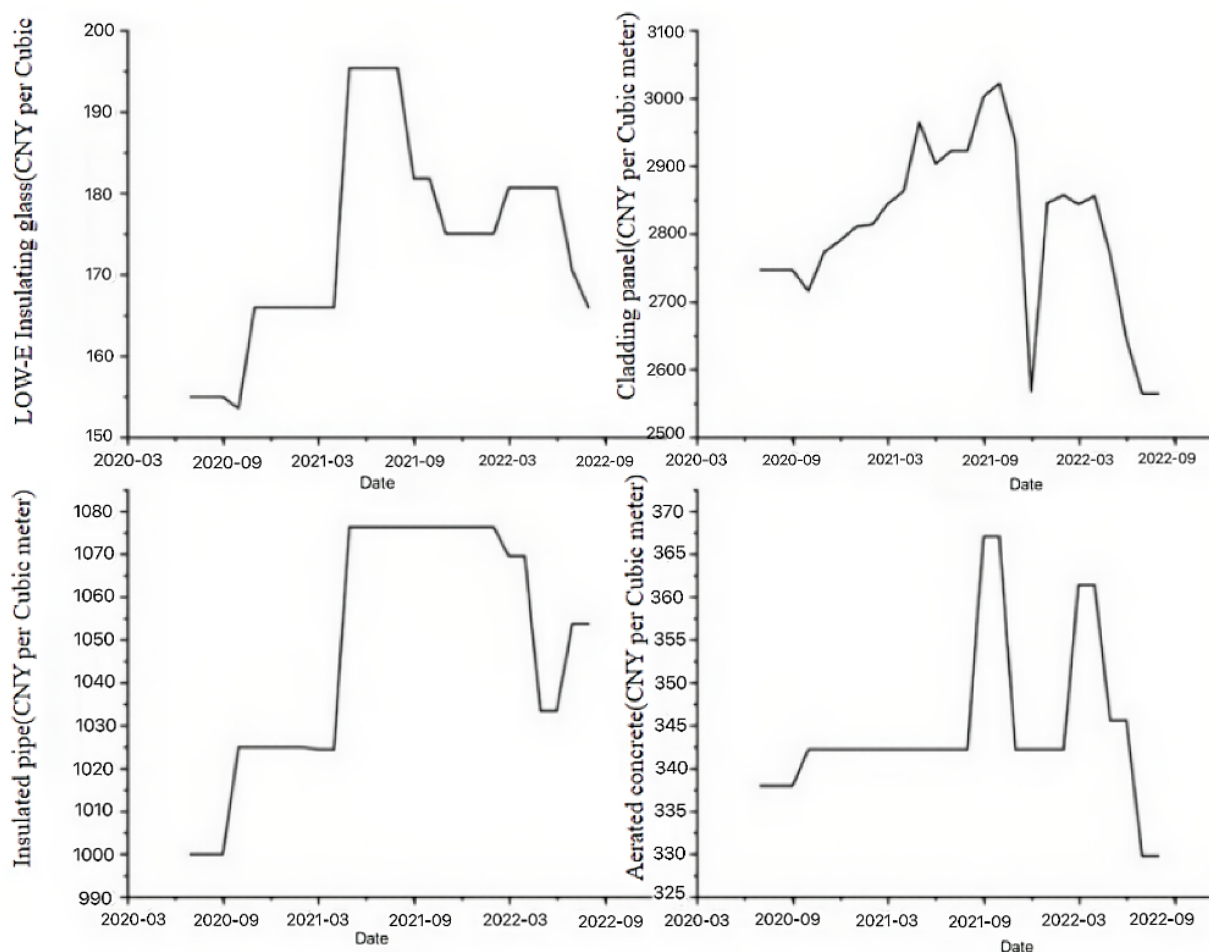 LOW-E Insulating glass(CNY per Cubic
200
190
180
170
160
150
2020-03 2020-09 2021-03 2021-09 2022-03 2022-09
Date
Cladding panel(CNY per Cubic meter)
3100
3000
2900
2800
2700
2600
2500
2020-03 2020-09 2021-03 2021-09 2022-03 2022-09
Date
Insulated pipe(CNY per Cubic meter)
1080
1070
1060
1050
1040
1030
1020
1010
1000
990
2020-03 2020-09 2021-03 2021-09 2022-03 2022-09
Date
Aerated concrete(CNY per Cubic meter)
370
365
360
355
350
345
340
335
330
325
2020-03 2020-09 2021-03 2021-09 2022-03 2022-09
Date